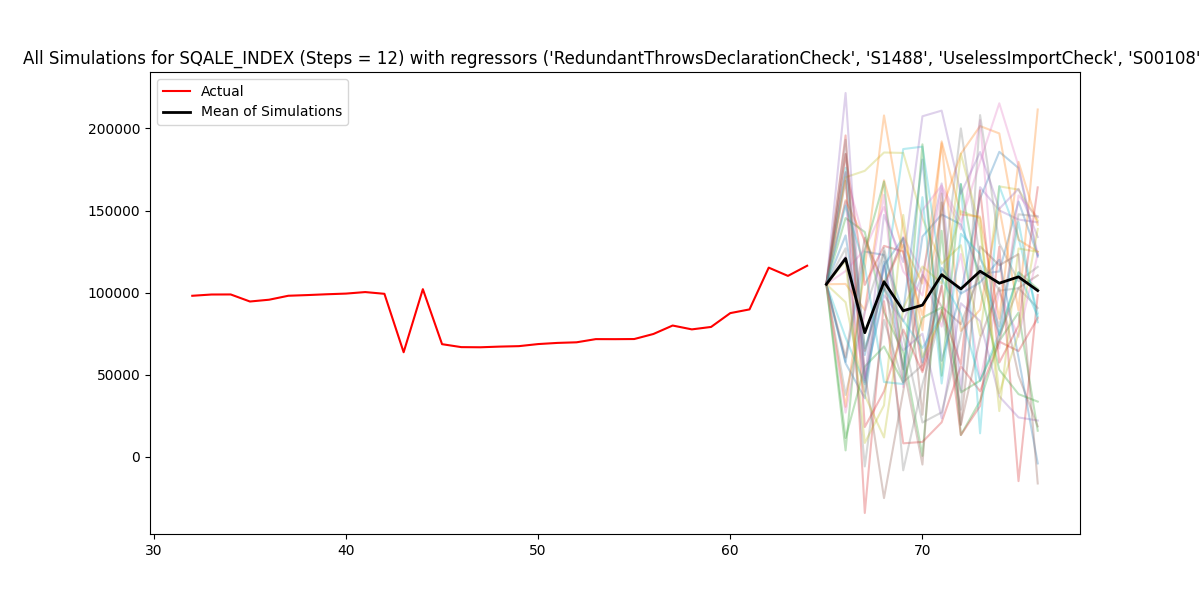 All Simulations for SQALE_INDEX (Steps = 12) with regressors ('RedundantThrowsDeclarationCheck', 'S1488', 'UselessImportCheck', 'S00108'
Actual
Mean of Simulations
200000
150000
100000
50000
0
30 40 50 60 70